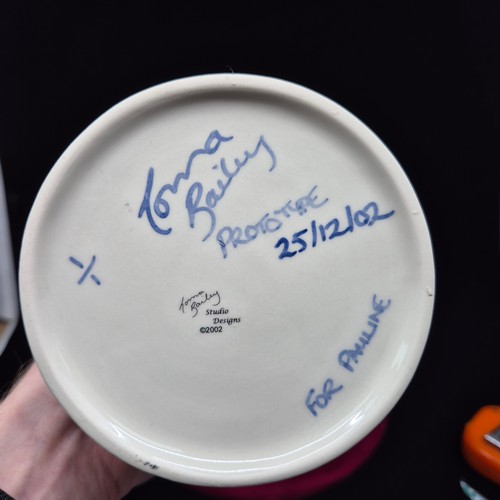 Lorna
Bailey
PROTOTYPE
25/12/02
1/1
Lorna
Bailey
Studio
Designs
©2002
FOR PAULINE